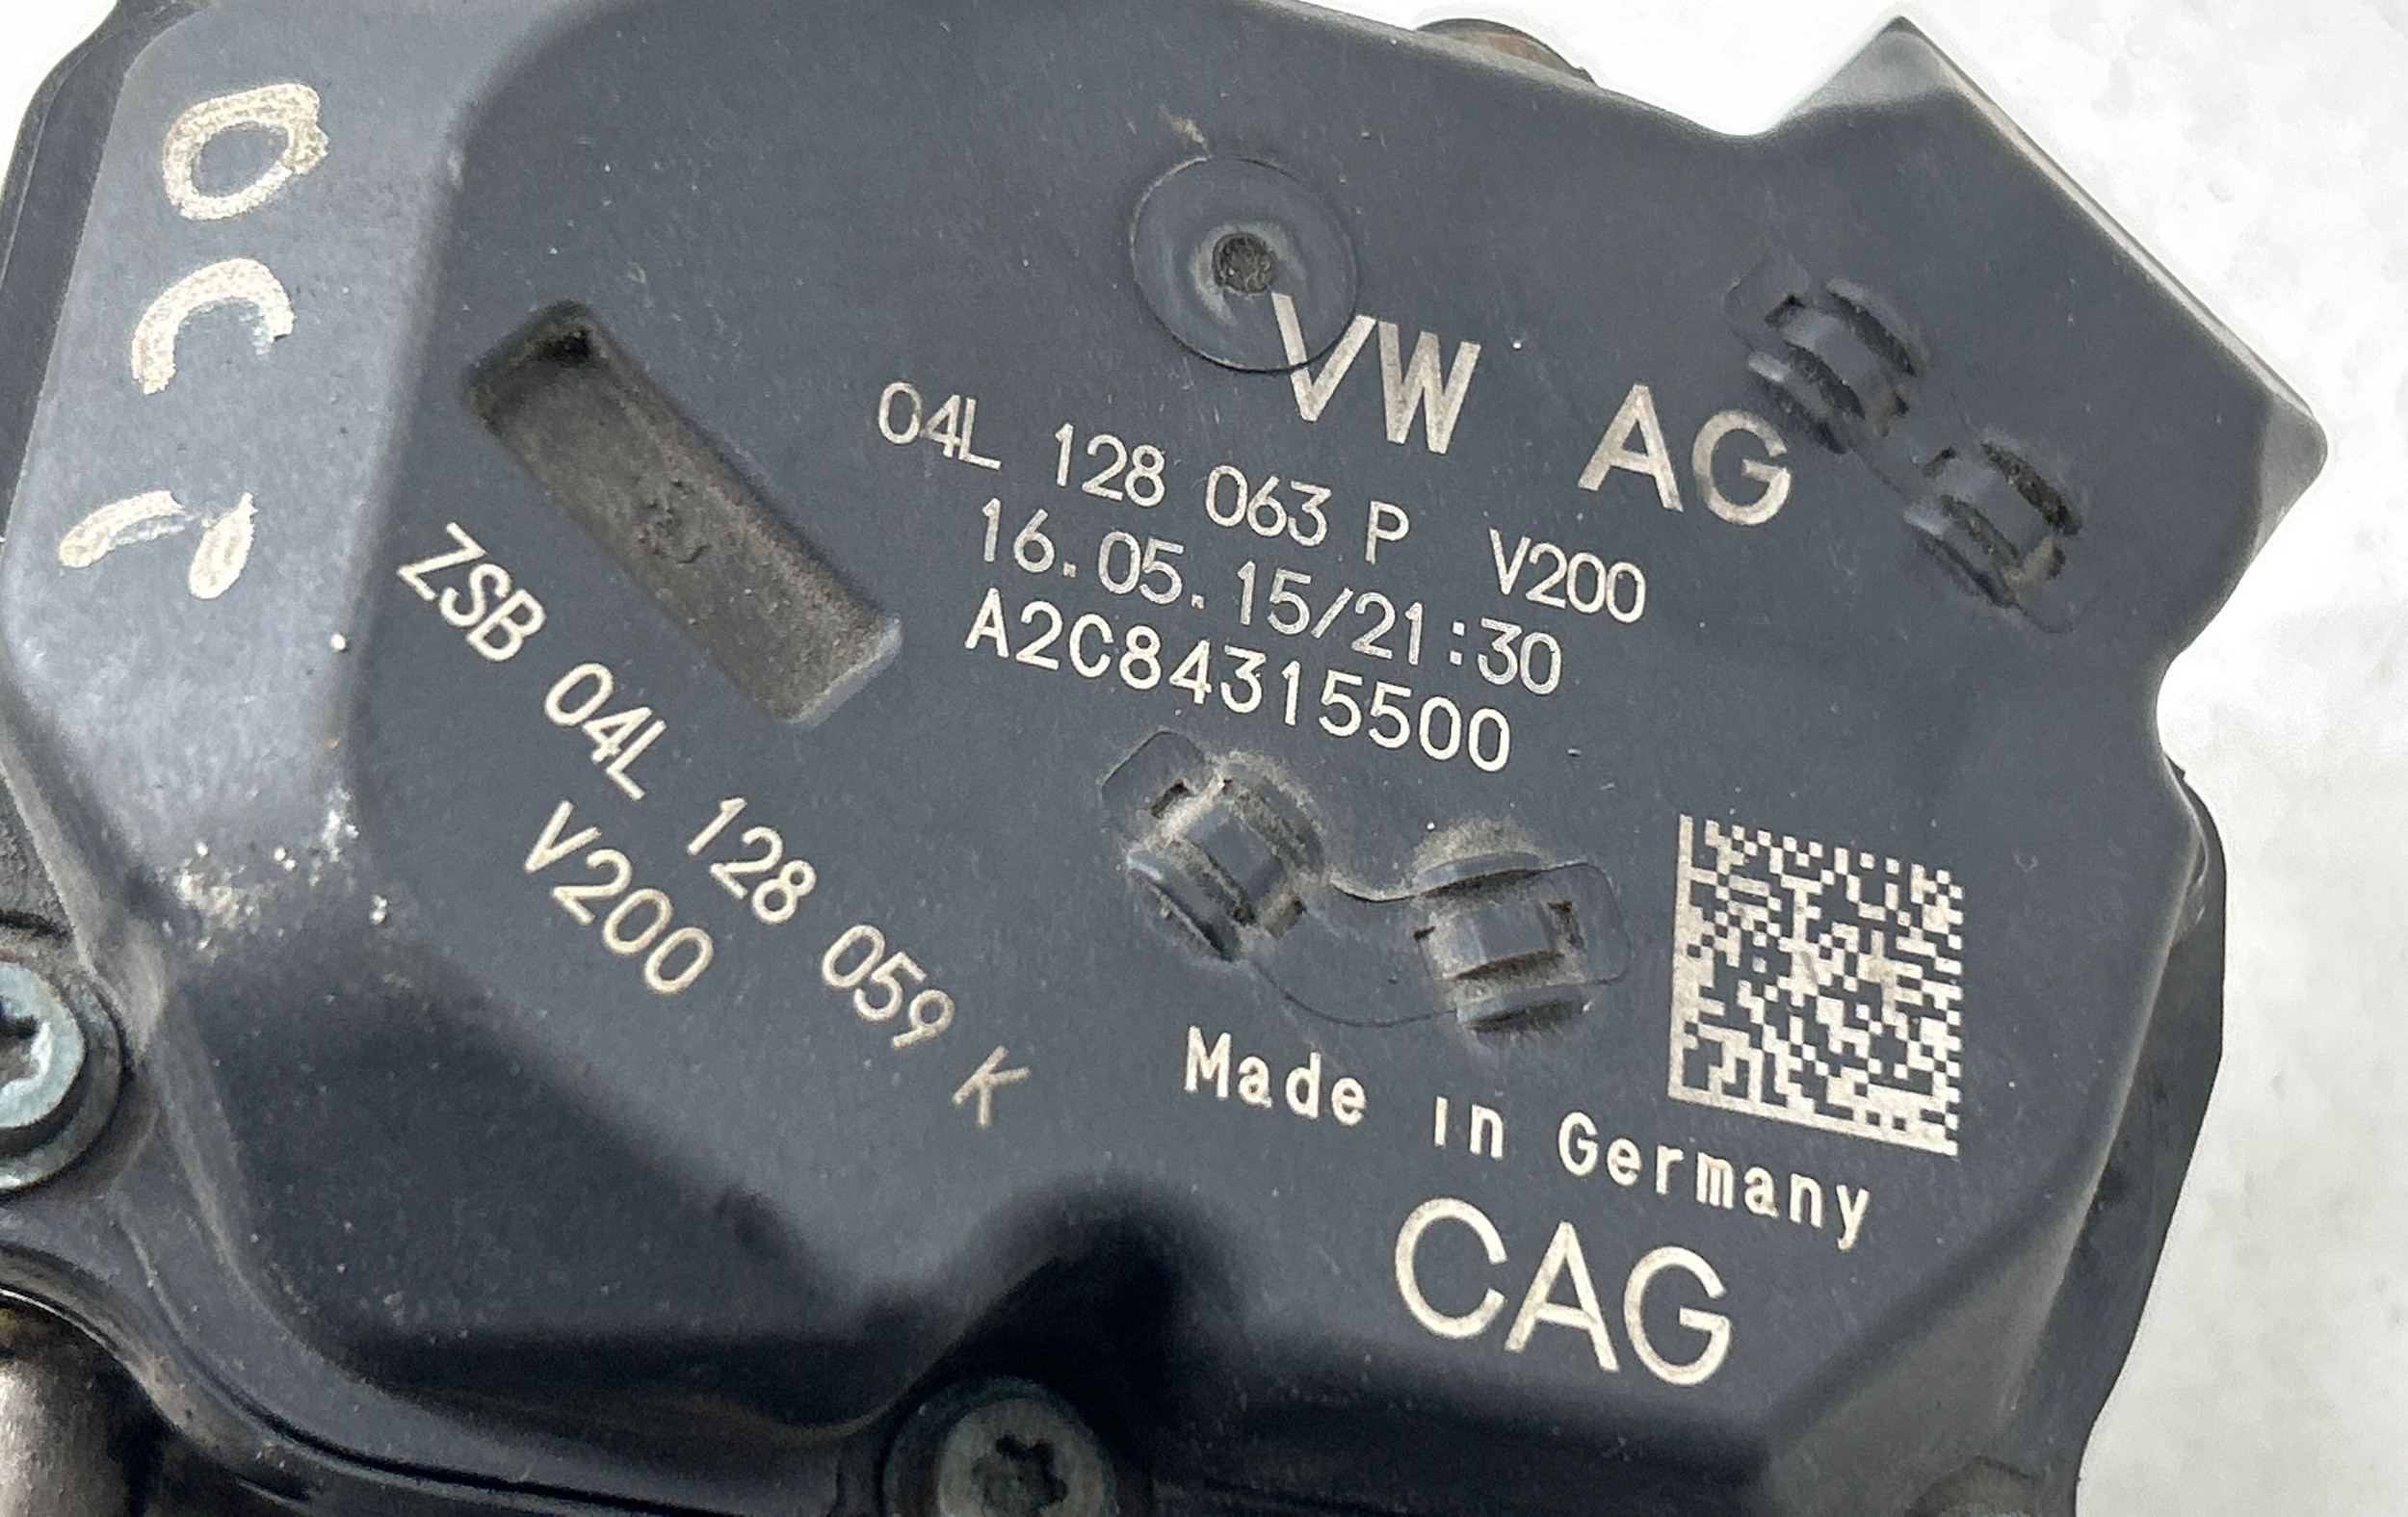 VW AG
04L 128 063 P V200
16.05.15/21:30
A2C84315500
ZSB 04L 128 059 K
V200
Made in Germany
CAG